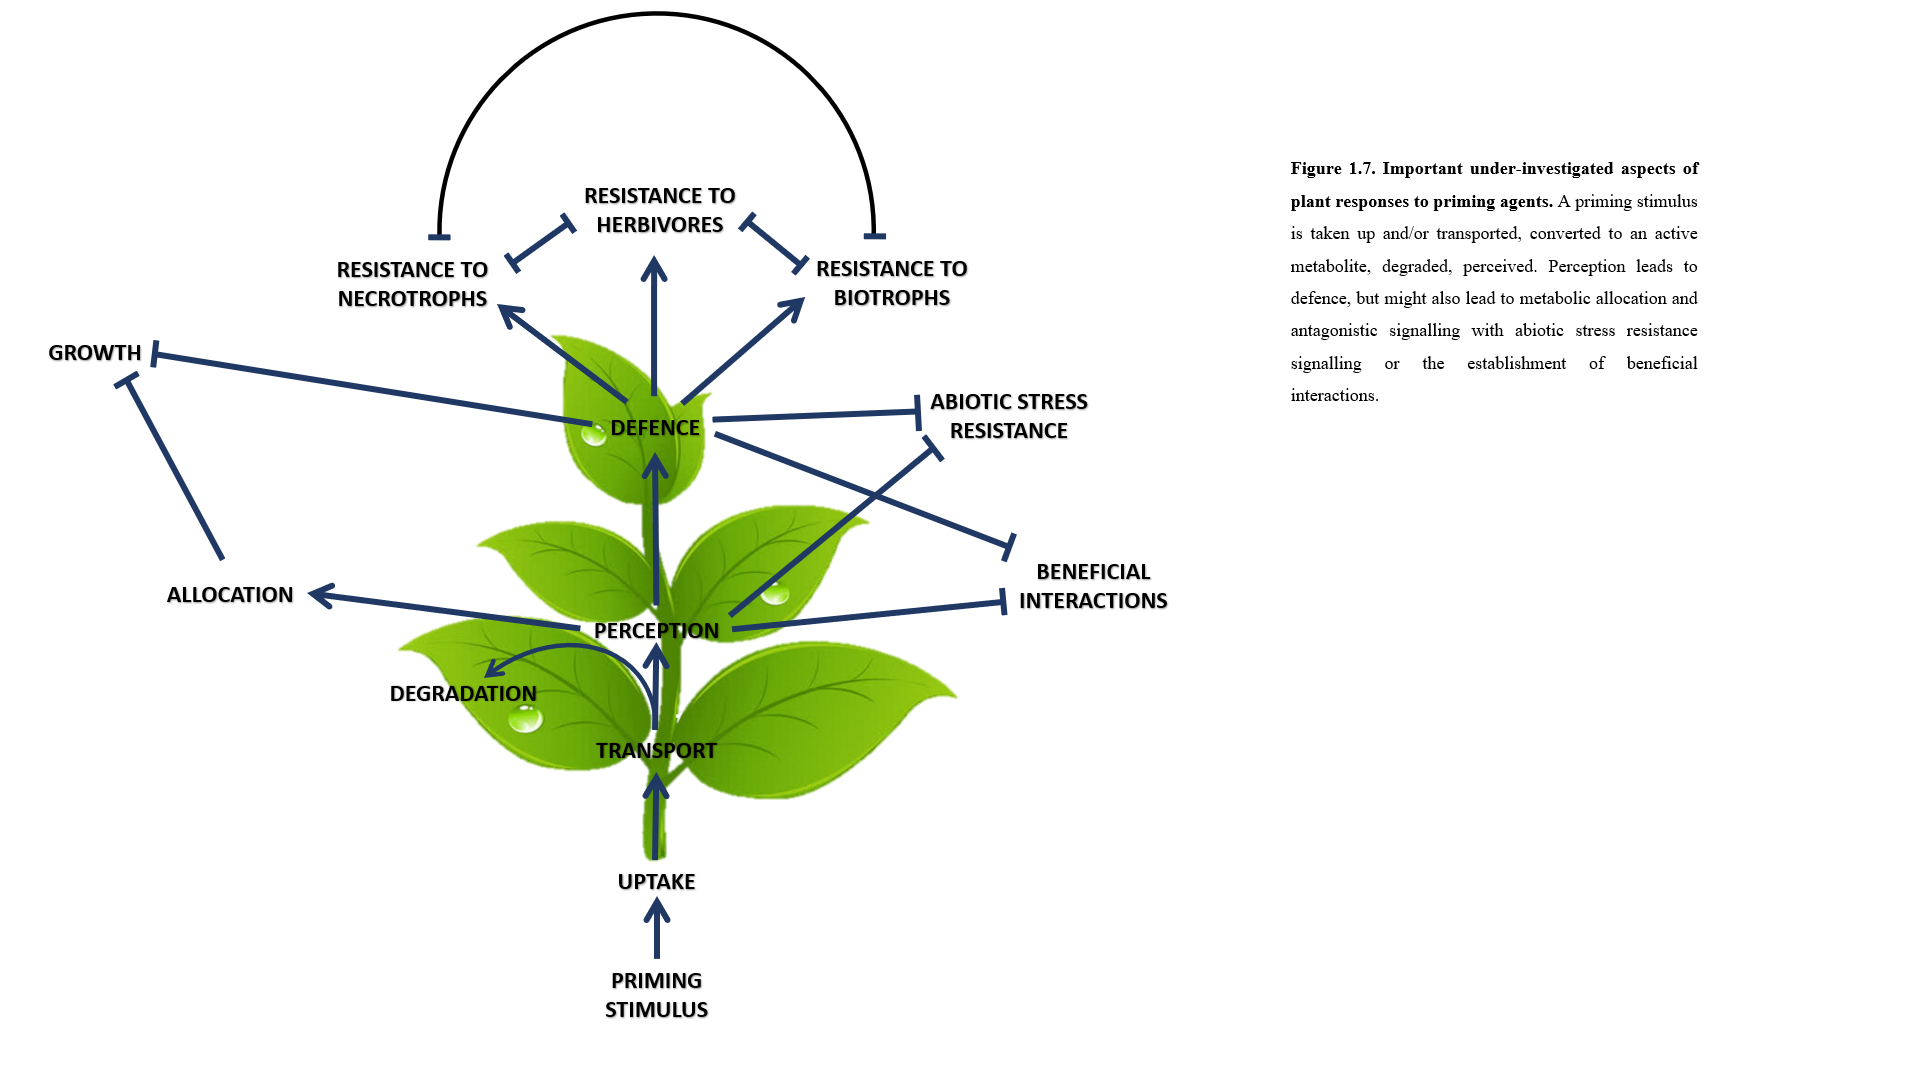 RESISTANCE TO
HERBIVORES
RESISTANCE TO
NECROTROPHS
RESISTANCE TO
BIOTROPHS
GROWTH
DEFENCE
ABIOTIC STRESS
RESISTANCE
ALLOCATION
BENEFICIAL
INTERACTIONS
PERCEPTION
DEGRADATION
TRANSPORT
UPTAKE
PRIMING
STIMULUS
Figure 1.7. Important under-investigated aspects of
plant responses to priming agents. A priming stimulus
is taken up and/or transported, converted to an active
metabolite, degraded, perceived. Perception leads to
defence, but might also lead to metabolic allocation and
antagonistic signalling with abiotic stress resistance
signalling or the establishment of beneficial
interactions.